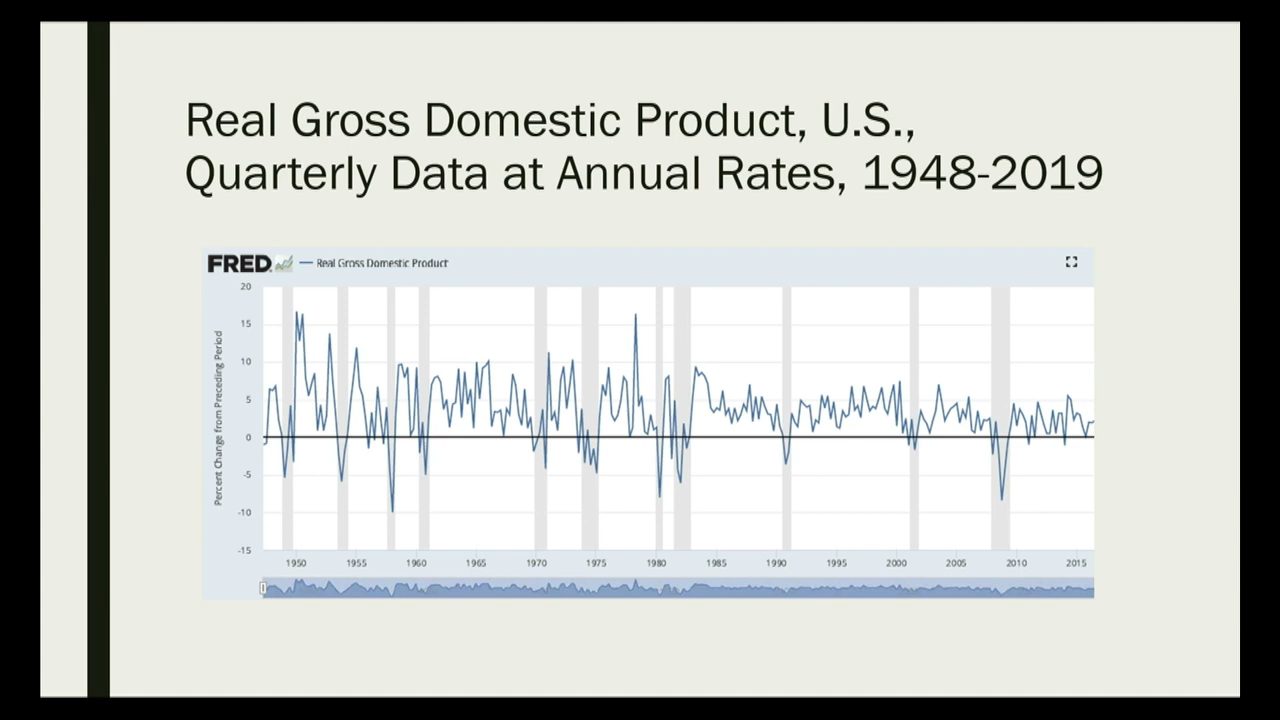 Real Gross Domestic Product, U.S.,
Quarterly Data at Annual Rates, 1948-2019
FRED Real Gross Domestic Product
Percent Change from Preceding Period
20
15
10
5
0
-5
-10
-15
1950 1955 1960 1965 1970 1975 1980 1985 1990 1995 2000 2005 2010 2015